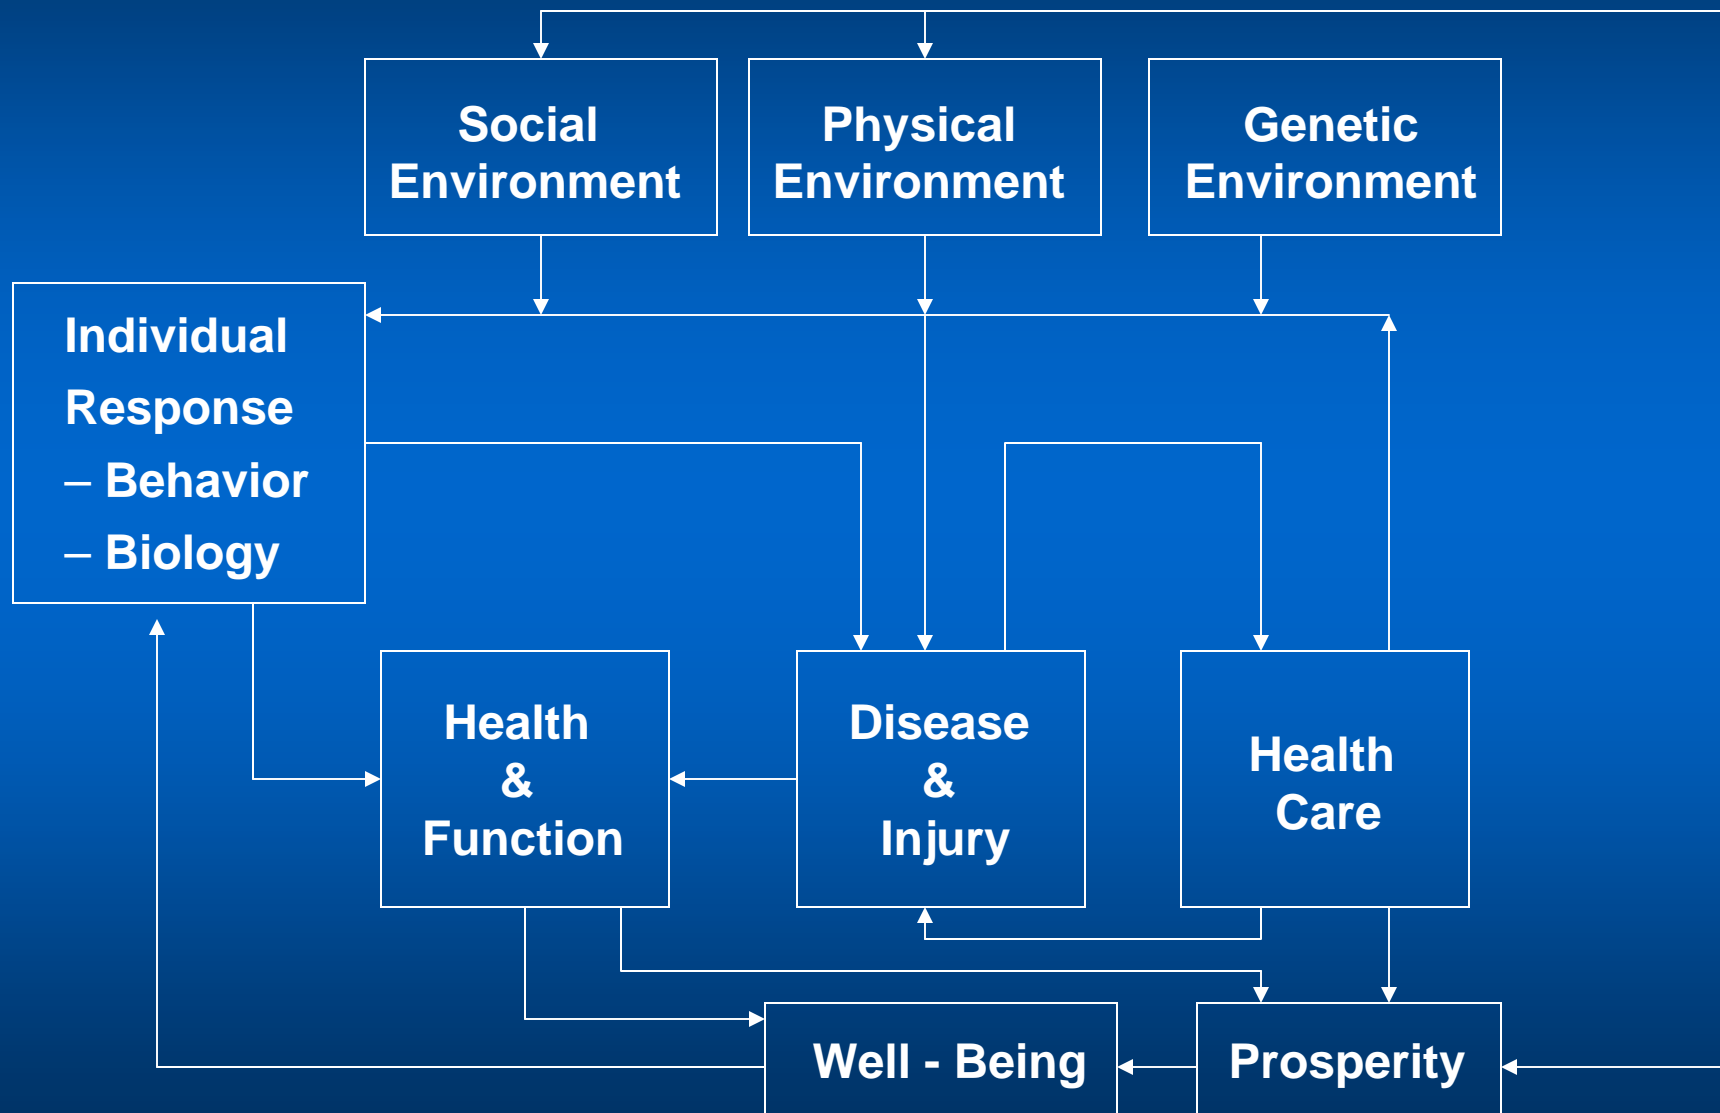 Social
Environment
Physical
Environment
Genetic
Environment
Individual
Response
– Behavior
– Biology
Health
&
Function
Disease
&
Injury
Health
Care
Well - Being
Prosperity